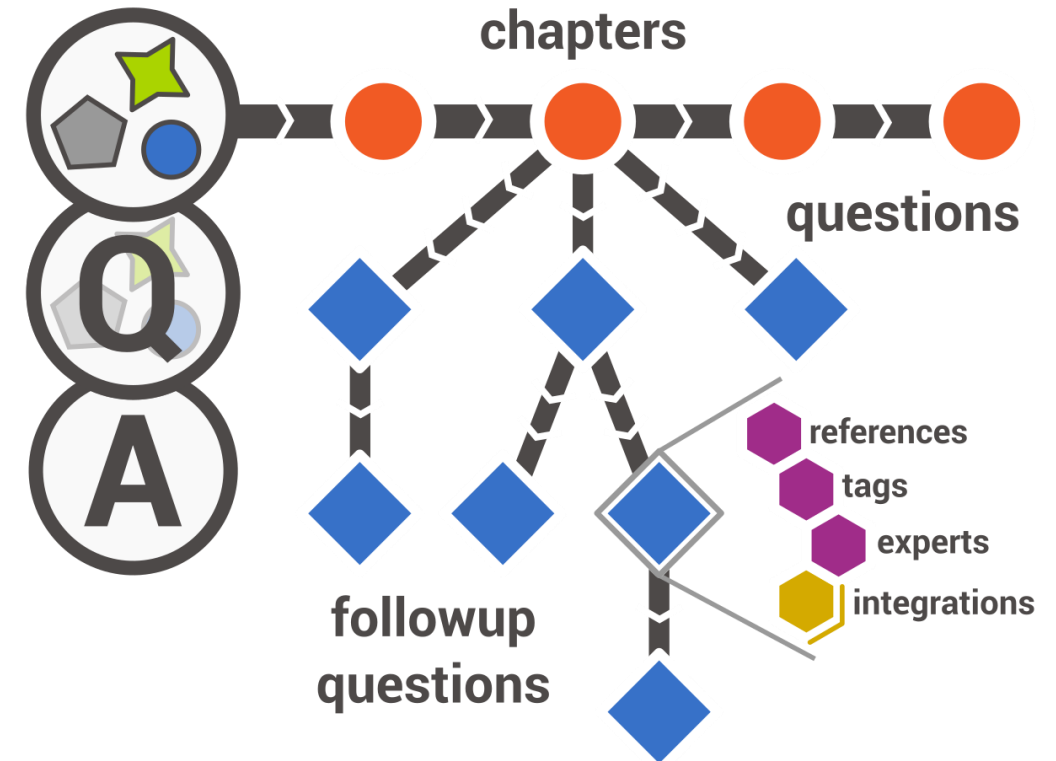 chapters
questions
Q
A
references
tags
experts
integrations
followup
questions